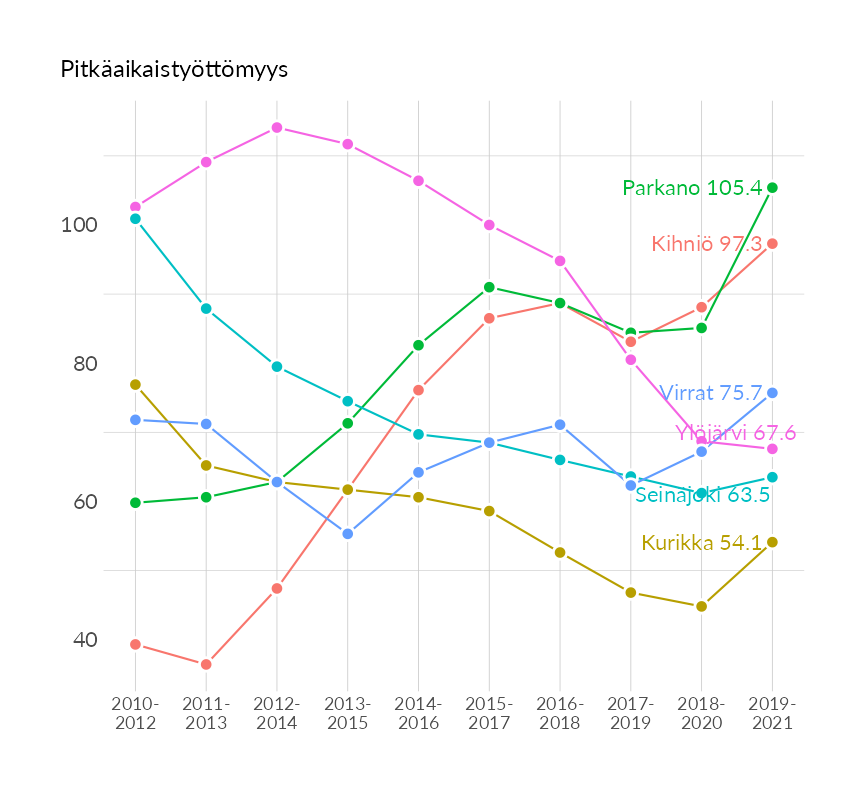 Pitkäaikaistyöttömyys
Parkano 105.4
100
Kihniö 97.3
80
Virrat 75.7
Ylöjärvi 67.6
60
Seinäjoki 63.5
Kurikka 54.1
40
2010- 2011- 2012- 2013- 2014- 2015- 2016- 2017- 2018- 2019-
2012 2013 2014 2015 2016 2017 2018 2019 2020 2021